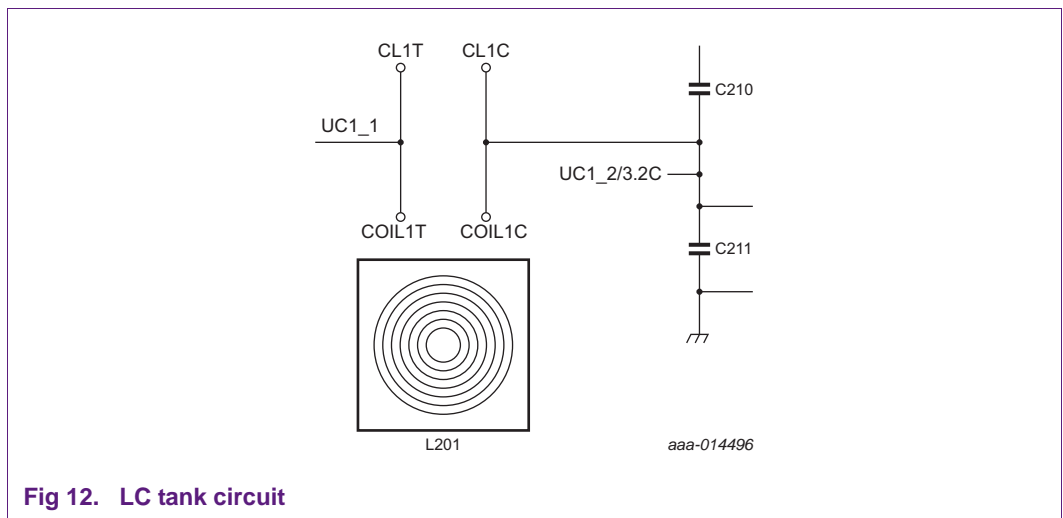 CL1T CL1C
C210
UC1_1
UC1_2/3.2C
COIL1T COIL1C
C211
L201
aaa-014496
Fig 12. LC tank circuit